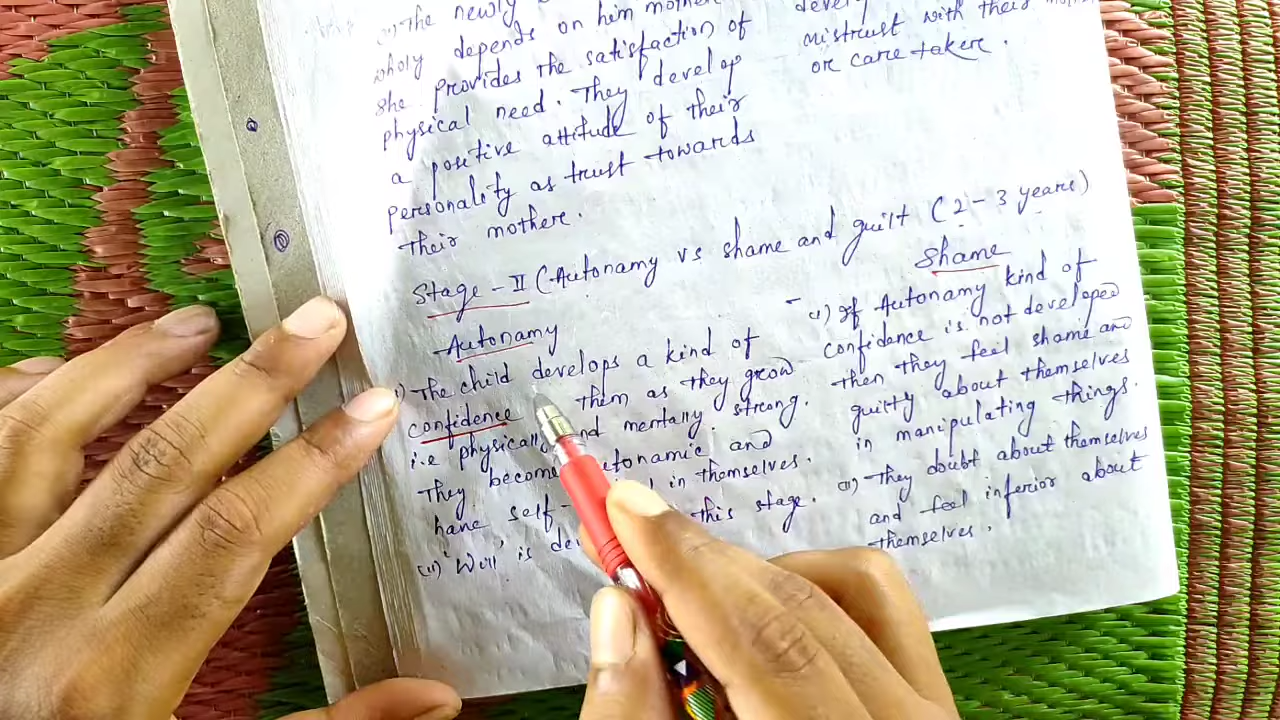 (i) The newly
wholy depends on him mother
she provides the satisfaction of
physical need. They develop
a positive attitude of their
personality as trust towards
their mothere.
mistrust with their
or care takere.
Stage - II (Autonamy vs shame and guilt (2 - 3 years)
Autonamy
(i) The child develops a kind of
confidence them as they grow
i.e physically and mentally strong.
They become autonamic and
have self- in themselves.
(ii) 'Will' is this stage.
Shame
(i) If Autonamy kind of
confidence is not developed
then they feel shame and
guilty about themselves
in manipulating things.
(ii) They doubt about themselves
and feel inferior about
themselves.